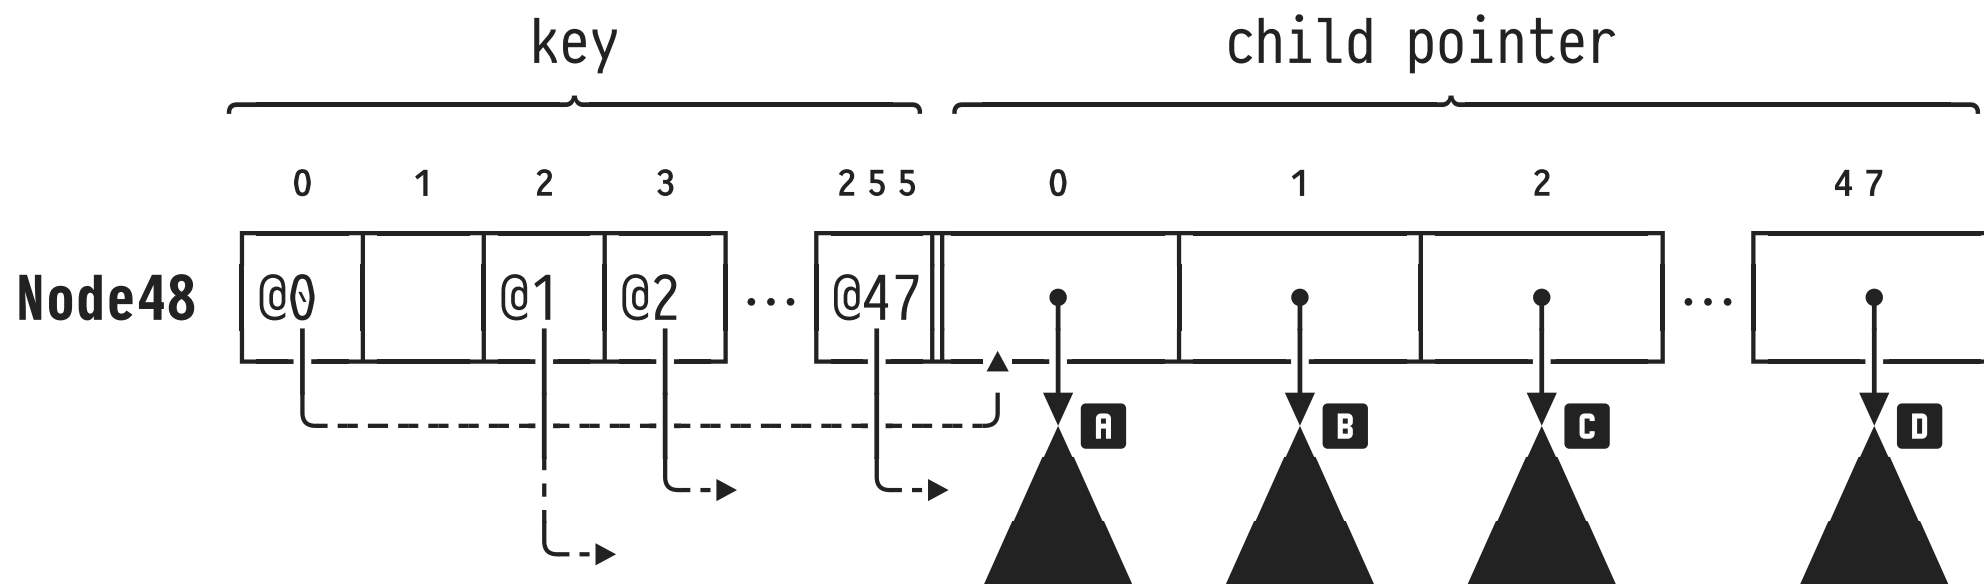 key child pointer
0 1 2 3 255 0 1 2 47
Node48 @0 @1 @2 ... @47 ...
A B C D